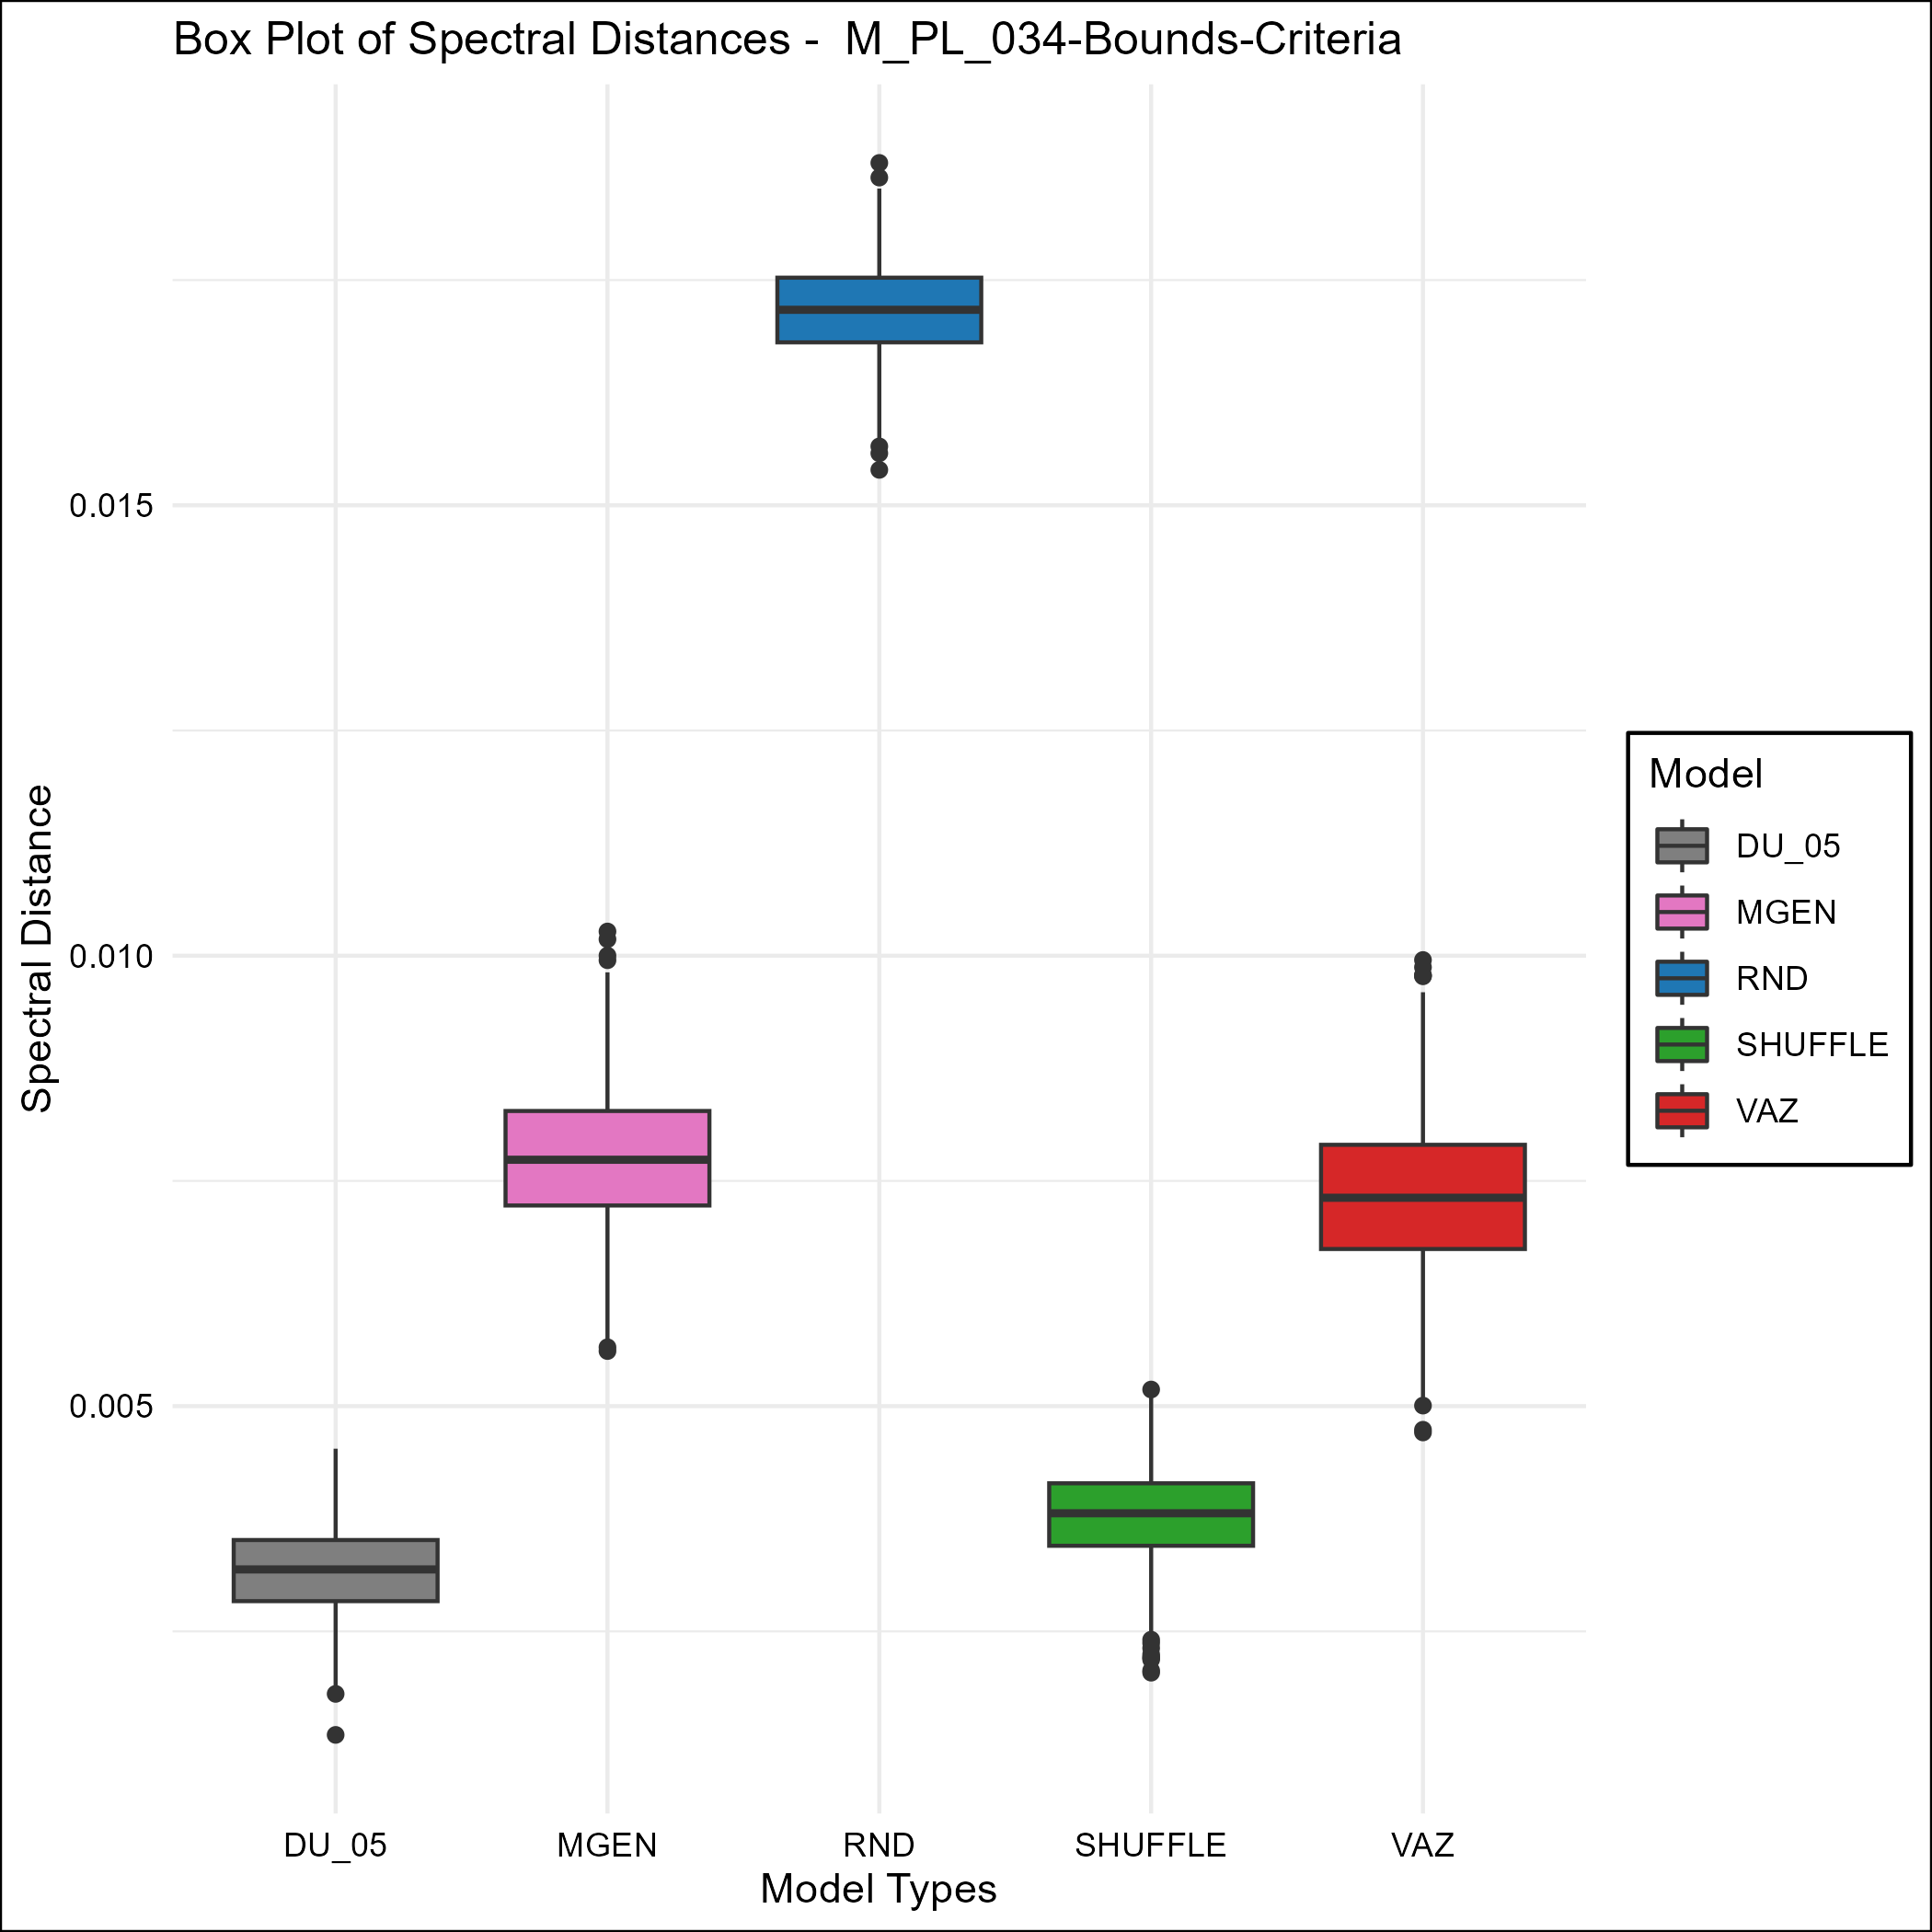 Box Plot of Spectral Distances -  M_PL_034-Bounds-Criteria
Spectral Distance
0.015
0.010
0.005
DU_05
MGEN
RND
SHUFFLE
VAZ
Model Types
Model
DU_05
MGEN
RND
SHUFFLE
VAZ